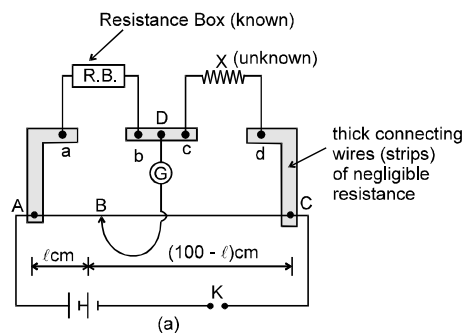 Resistance Box (known)
R.B.
X (unknown)
D
a
b
c
d
G
thick connecting
wires (strips)
of negligible
resistance
A
B
C
ℓcm
(100 - ℓ)cm
K
(a)